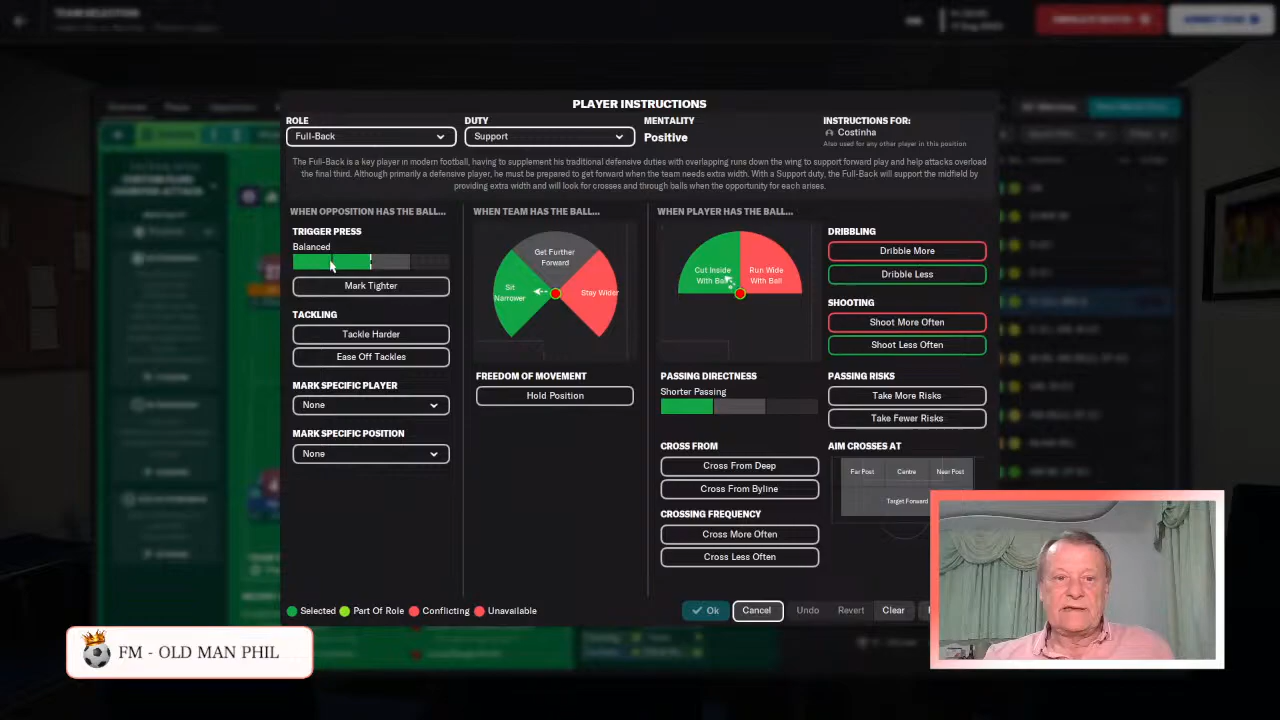 PLAYER INSTRUCTIONS
ROLE
Full-Back
DUTY
Support
MENTALITY
Positive
INSTRUCTIONS FOR:
Costinha
Also used for any other player in this position
The Full-Back is a key player in modern football, having to supplement his traditional defensive duties with overlapping runs down the wing to support forward play and help attacks overload
the final third. Although primarily a defensive player, he must be prepared to get forward when the team needs extra width. With a Support duty, the Full-Back will support the midfield by
providing extra width and will look for crosses and through balls when the opportunity for each arises.
WHEN OPPOSITION HAS THE BALL...
TRIGGER PRESS
Balanced
Mark Tighter
TACKLING
Tackle Harder
Ease Off Tackles
MARK SPECIFIC PLAYER
None
MARK SPECIFIC POSITION
None
WHEN TEAM HAS THE BALL...
Get Further
Forward
Sit
Narrower
Stay Wider
FREEDOM OF MOVEMENT
Hold Position
WHEN PLAYER HAS THE BALL...
Cut Inside
With Ball
Run Wide
With Ball
PASSING DIRECTNESS
Shorter Passing
CROSS FROM
Cross From Deep
Cross From Byline
CROSSING FREQUENCY
Cross More Often
Cross Less Often
DRIBBLING
Dribble More
Dribble Less
SHOOTING
Shoot More Often
Shoot Less Often
PASSING RISKS
Take More Risks
Take Fewer Risks
AIM CROSSES AT
Far Post
Centre
Near Post
Target Forward
Selected
Part Of Role
Conflicting
Unavailable
Ok
Cancel
Undo
Revert
Clear
FM - OLD MAN PHIL